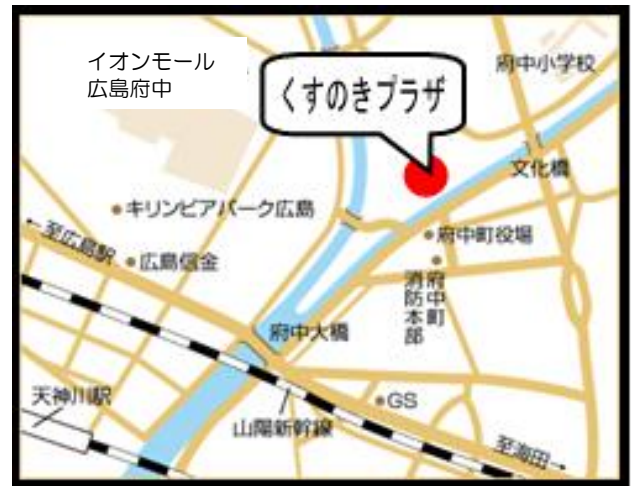 イオンモール
広島府中
くすのきプラザ
府中小学校
文化橋
キリンビアパーク広島
←至広島駅
府中町役場
広島信金
府中町
消防本部
府中大橋
天神川駅
GS
山陽新幹線
至海田→